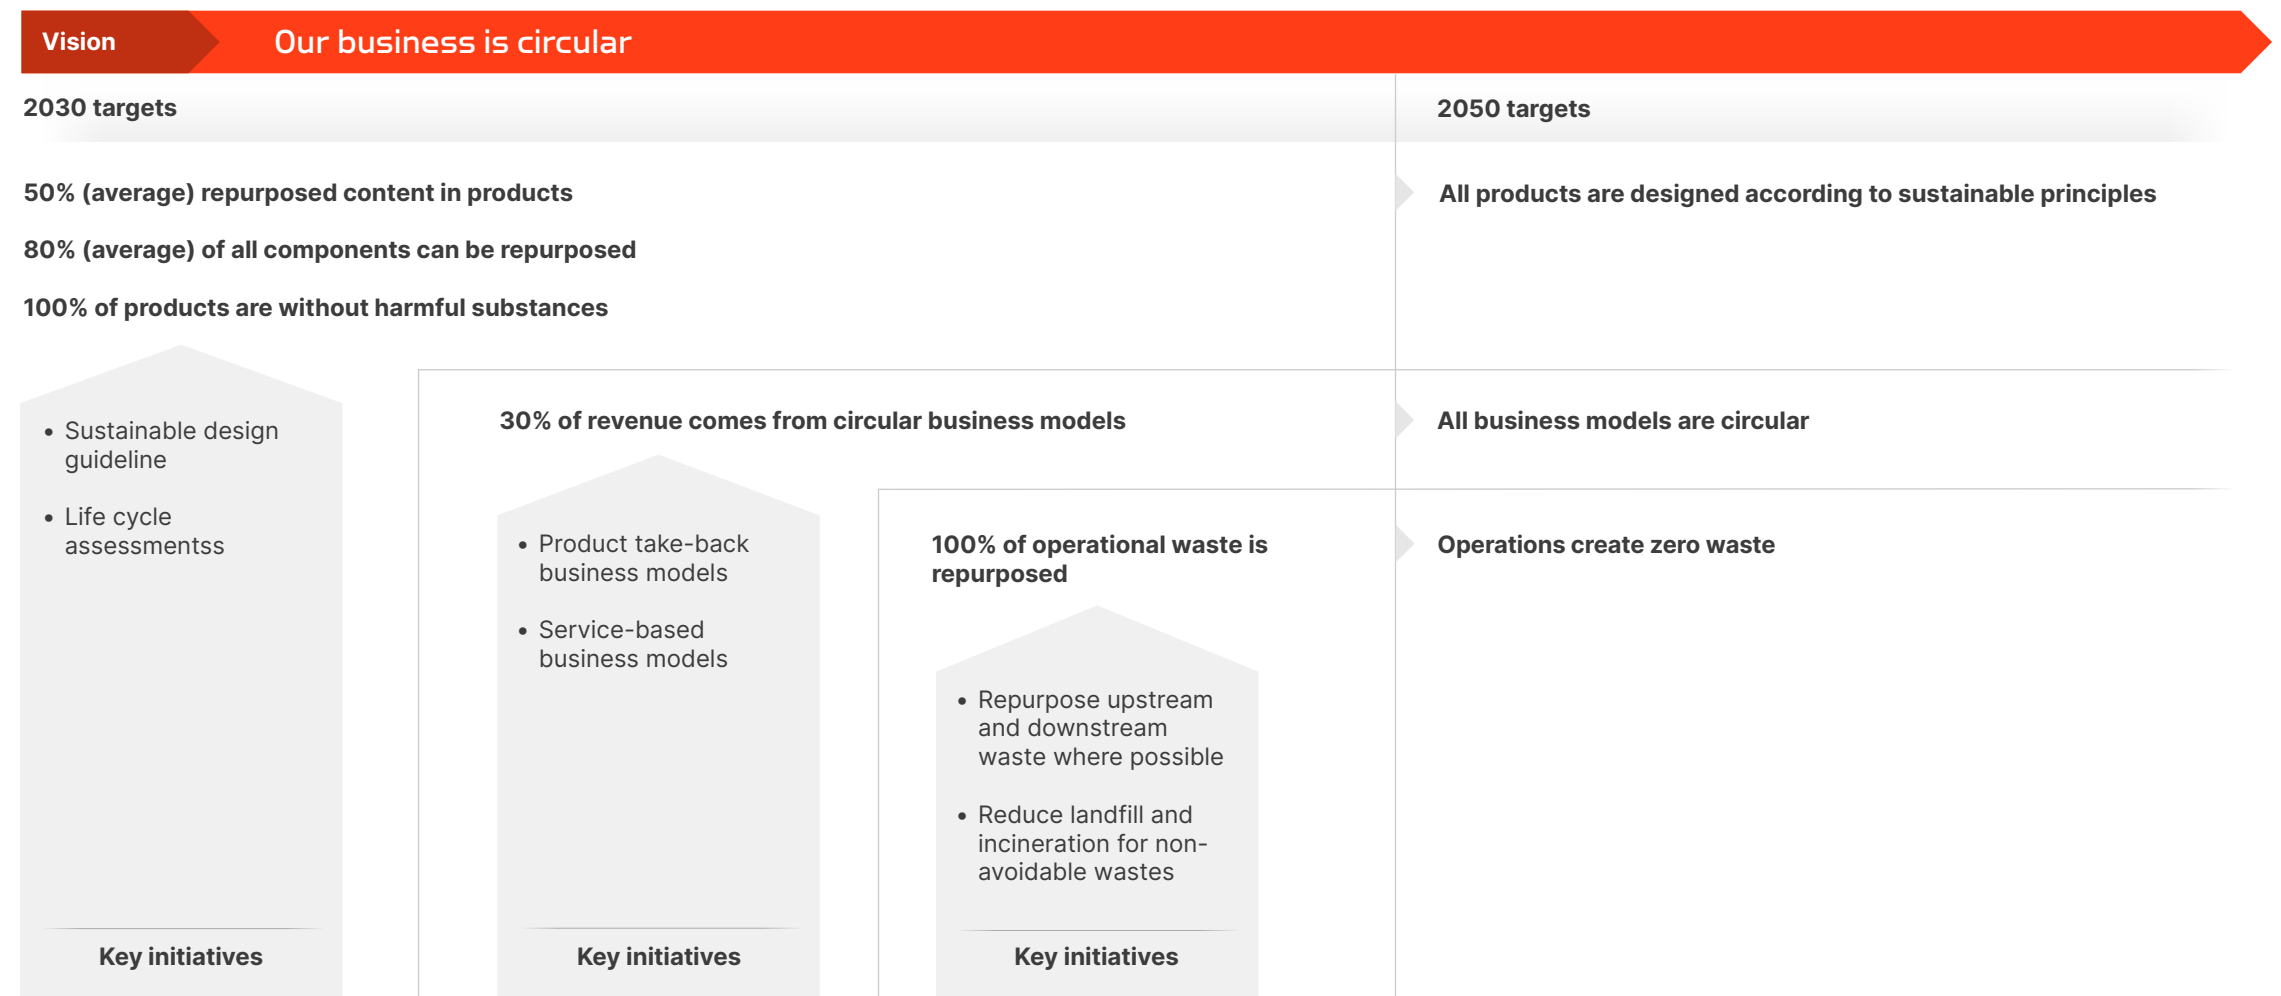 Vision
Our business is circular
2030 targets
2050 targets
50% (average) repurposed content in products
All products are designed according to sustainable principles
80% (average) of all components can be repurposed
100% of products are without harmful substances
• Sustainable design
guideline
• Life cycle
assessmentss
Key initiatives
30% of revenue comes from circular business models
All business models are circular
• Product take-back
business models
• Service-based
business models
Key initiatives
100% of operational waste is
repurposed
Operations create zero waste
• Repurpose upstream
and downstream
waste where possible
• Reduce landfill and
incineration for non-
avoidable wastes
Key initiatives